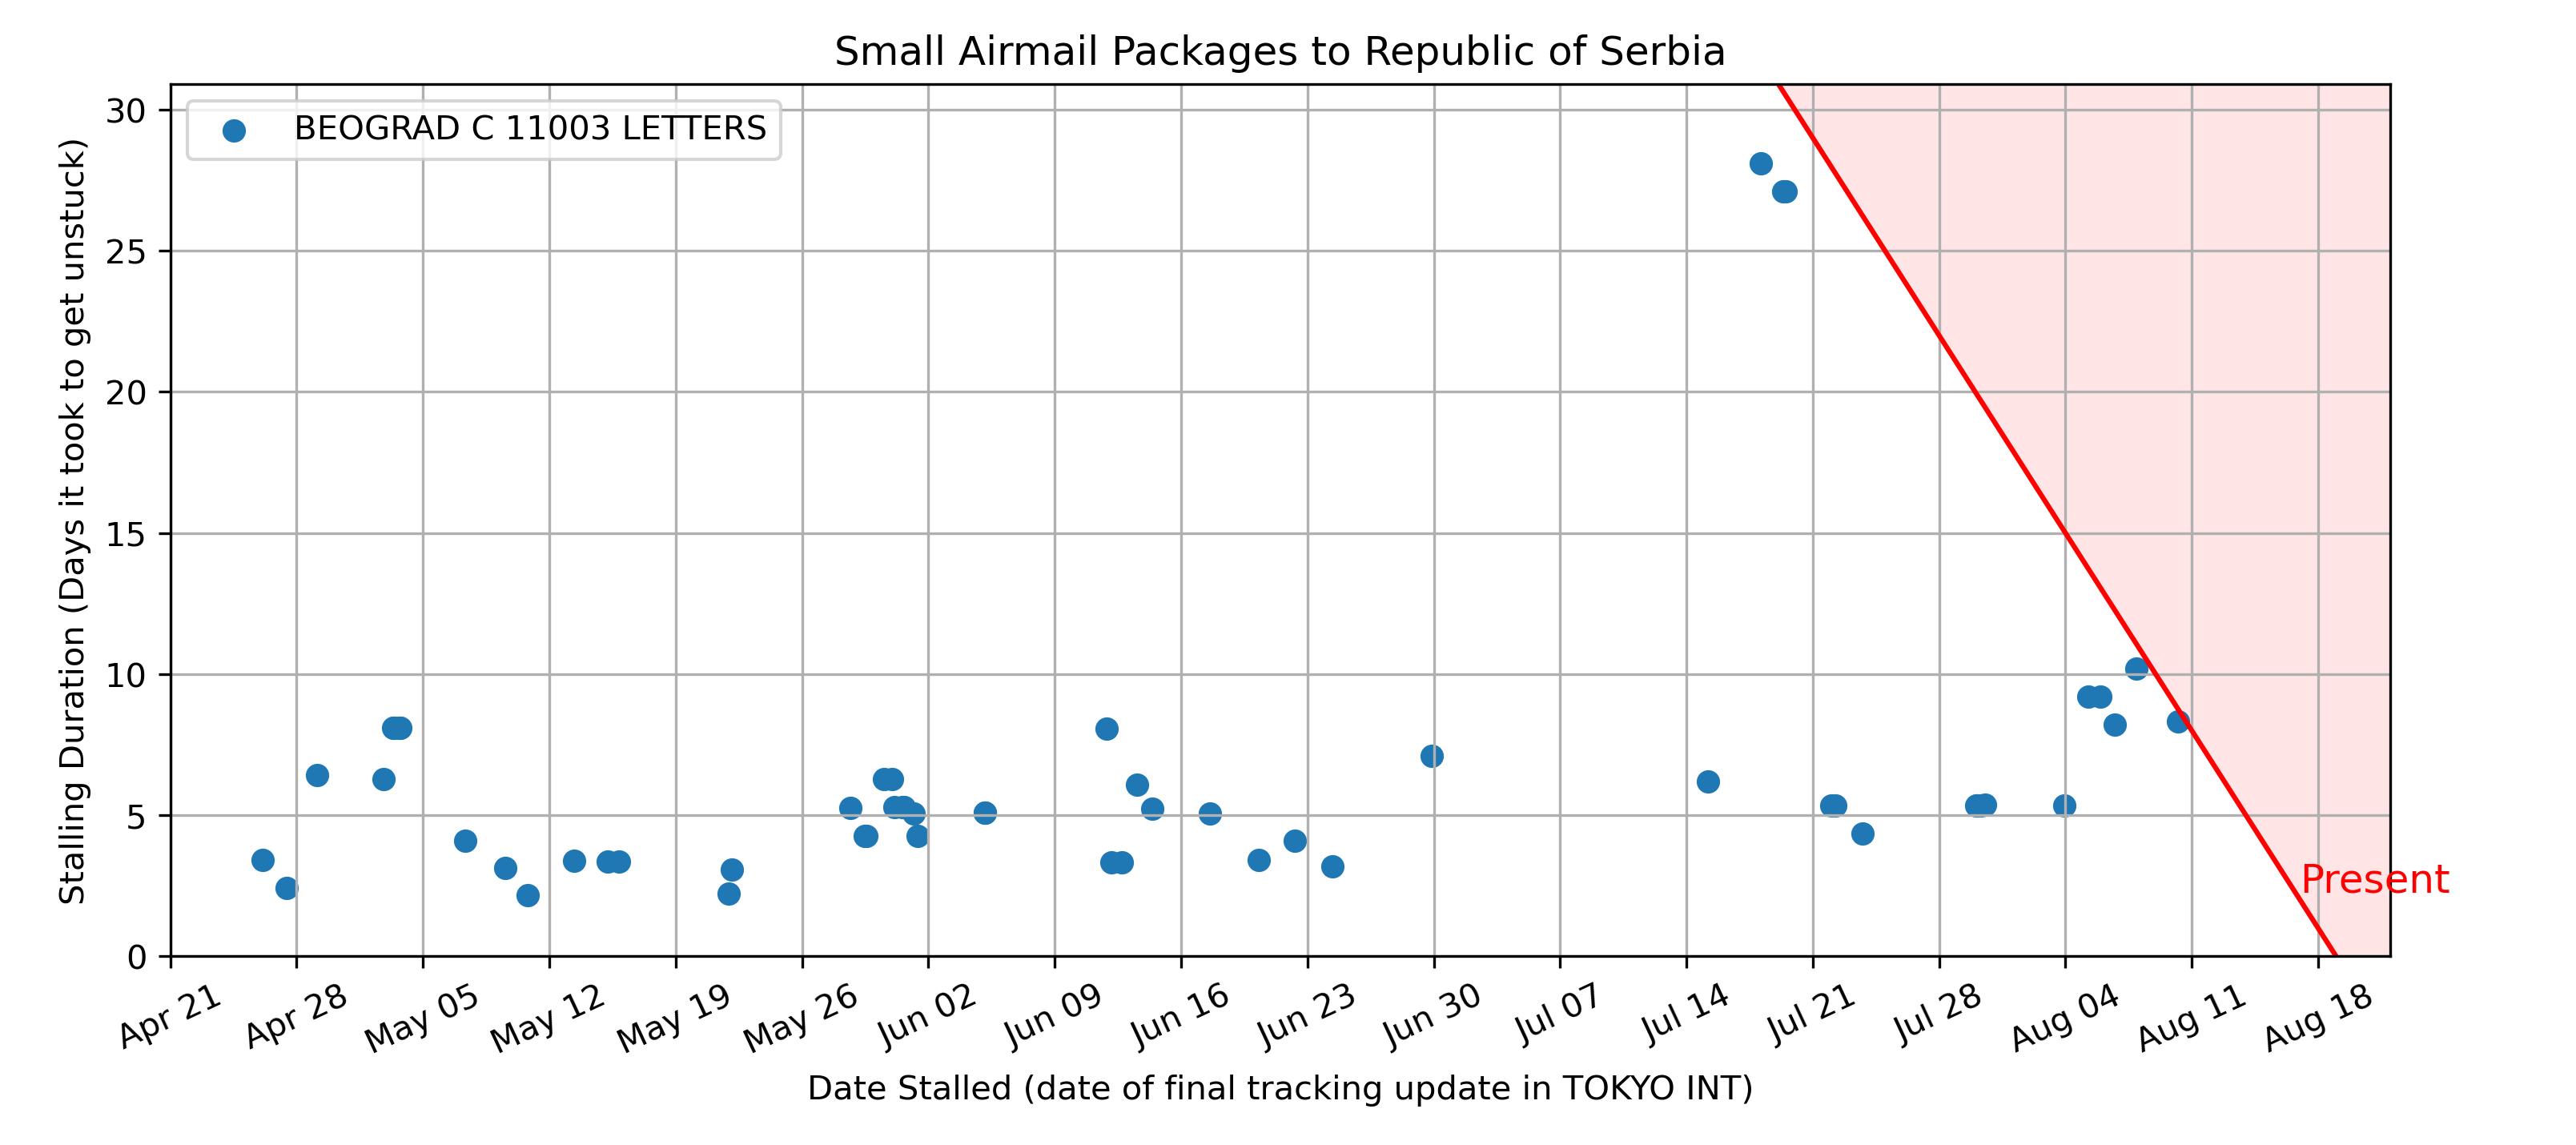 Small Airmail Packages to Republic of Serbia
BEOGRAD C 11003 LETTERS
Stalling Duration (Days it took to get unstuck)
30
25
20
15
10
5
0
Present
Apr 21
Apr 28
May 05
May 12
May 19
May 26
Jun 02
Jun 09
Jun 16
Jun 23
Jun 30
Jul 07
Jul 14
Jul 21
Jul 28
Aug 04
Aug 11
Aug 18
Date Stalled (date of final tracking update in TOKYO INT)